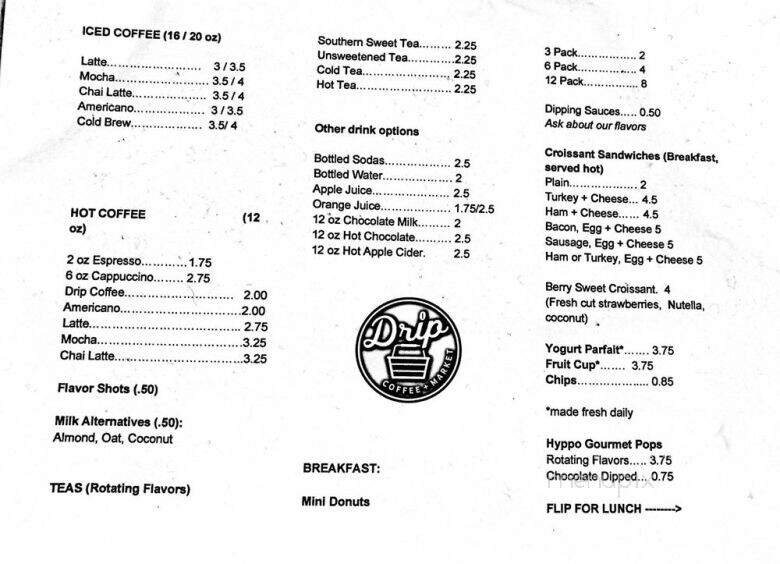 ICED COFFEE (16 / 20 oz)
Latte............................ 3 / 3.5
Mocha........................... 3.5 / 4
Chai Latte...................... 3.5 / 4
Americano.................... 3 / 3.5
Cold Brew..................... 3.5/ 4
HOT COFFEE (12
oz)
2 oz Espresso............ 1.75
6 oz Cappuccino........ 2.75
Drip Coffee................................ 2.00
Americano...................................2.00
Latte............................................ 2.75
Mocha.........................................3.25
Chai Latte....................................3.25
Flavor Shots (.50)
Milk Alternatives (.50):
Almond, Oat, Coconut
TEAS (Rotating Flavors)
Southern Sweet Tea......... 2.25
Unsweetened Tea..............2.25
Cold Tea......................... 2.25
Hot Tea............................ 2.25
Other drink options
Bottled Sodas.................... 2.5
Bottled Water..................... 2
Apple Juice........................ 2.5
Orange Juice..................... 1.75/2.5
12 oz Chocolate Milk......... 2
12 oz Hot Chocolate.......... 2.5
12 oz Hot Apple Cider. 2.5
Drip
COFFEE + MARKET
BREAKFAST:
Mini Donuts
3 Pack.................. 2
6 Pack.................. 4
12 Pack................ 8
Dipping Sauces..... 0.50
Ask about our flavors
Croissant Sandwiches (Breakfast,
served hot)
Plain.................... 2
Turkey + Cheese... 4.5
Ham + Cheese...... 4.5
Bacon, Egg + Cheese 5
Sausage, Egg + Cheese 5
Ham or Turkey, Egg + Cheese 5
Berry Sweet Croissant. 4
(Fresh cut strawberries, Nutella,
coconut)
Yogurt Parfait*....... 3.75
Fruit Cup*....... 3.75
Chips..................... 0.85
*made fresh daily
Hyppo Gourmet Pops
Rotating Flavors..... 3.75
Chocolate Dipped... 0.75
menupix
FLIP FOR LUNCH -------->